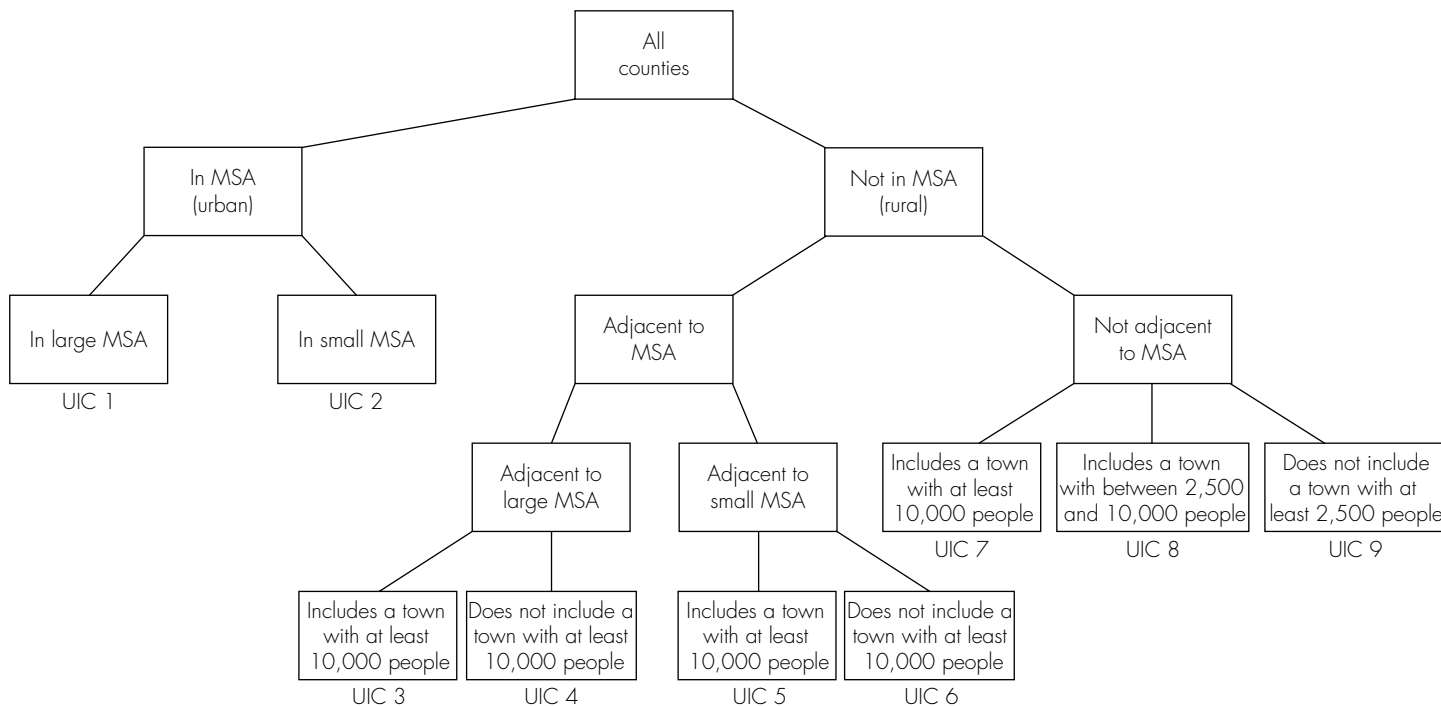 All
counties
In MSA
(urban)
Not in MSA
(rural)
In large MSA
UIC 1
In small MSA
UIC 2
Adjacent to
MSA
Not adjacent
to MSA
Adjacent to
large MSA
Adjacent to
small MSA
Includes a town
with at least
10,000 people
UIC 7
Includes a town
with between 2,500
and 10,000 people
UIC 8
Does not include
a town with at
least 2,500 people
UIC 9
Includes a town
with at least
10,000 people
UIC 3
Does not include a
town with at least
10,000 people
UIC 4
Includes a town
with at least
10,000 people
UIC 5
Does not include a
town with at least
10,000 people
UIC 6